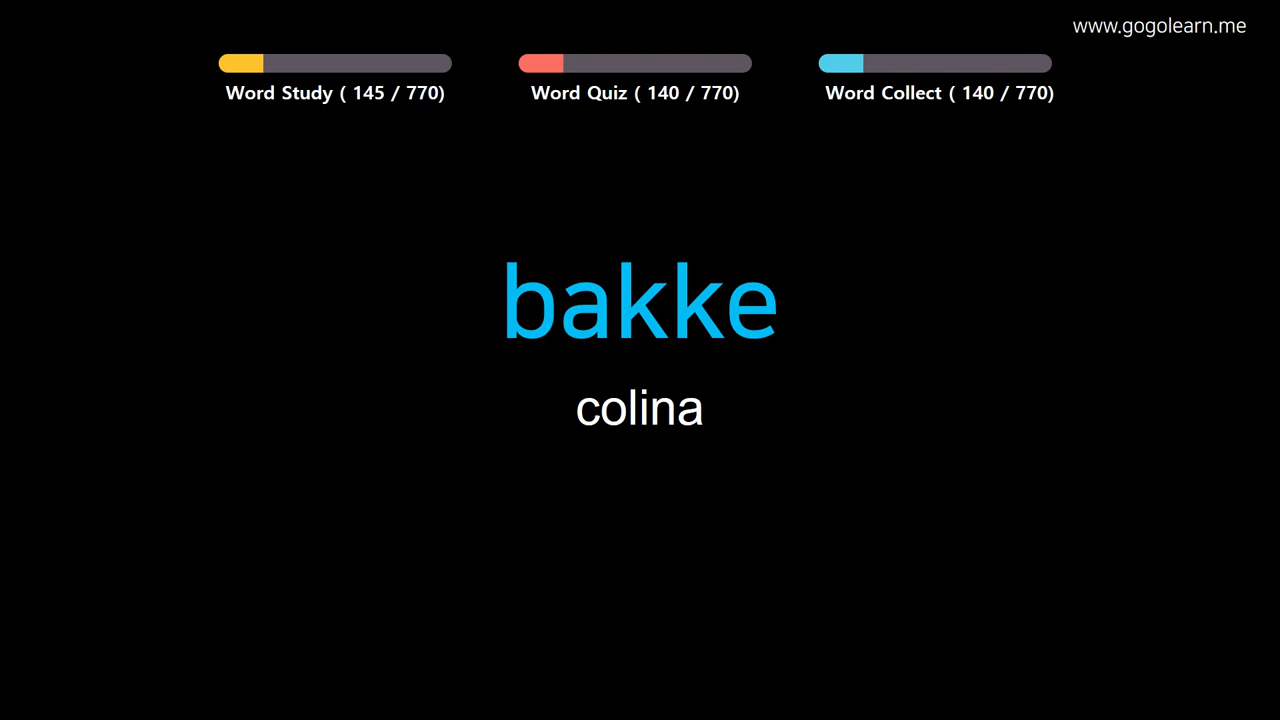 www.gogolearn.me
Word Study ( 145 / 770)
Word Quiz ( 140 / 770)
Word Collect ( 140 / 770)
bakke
colina